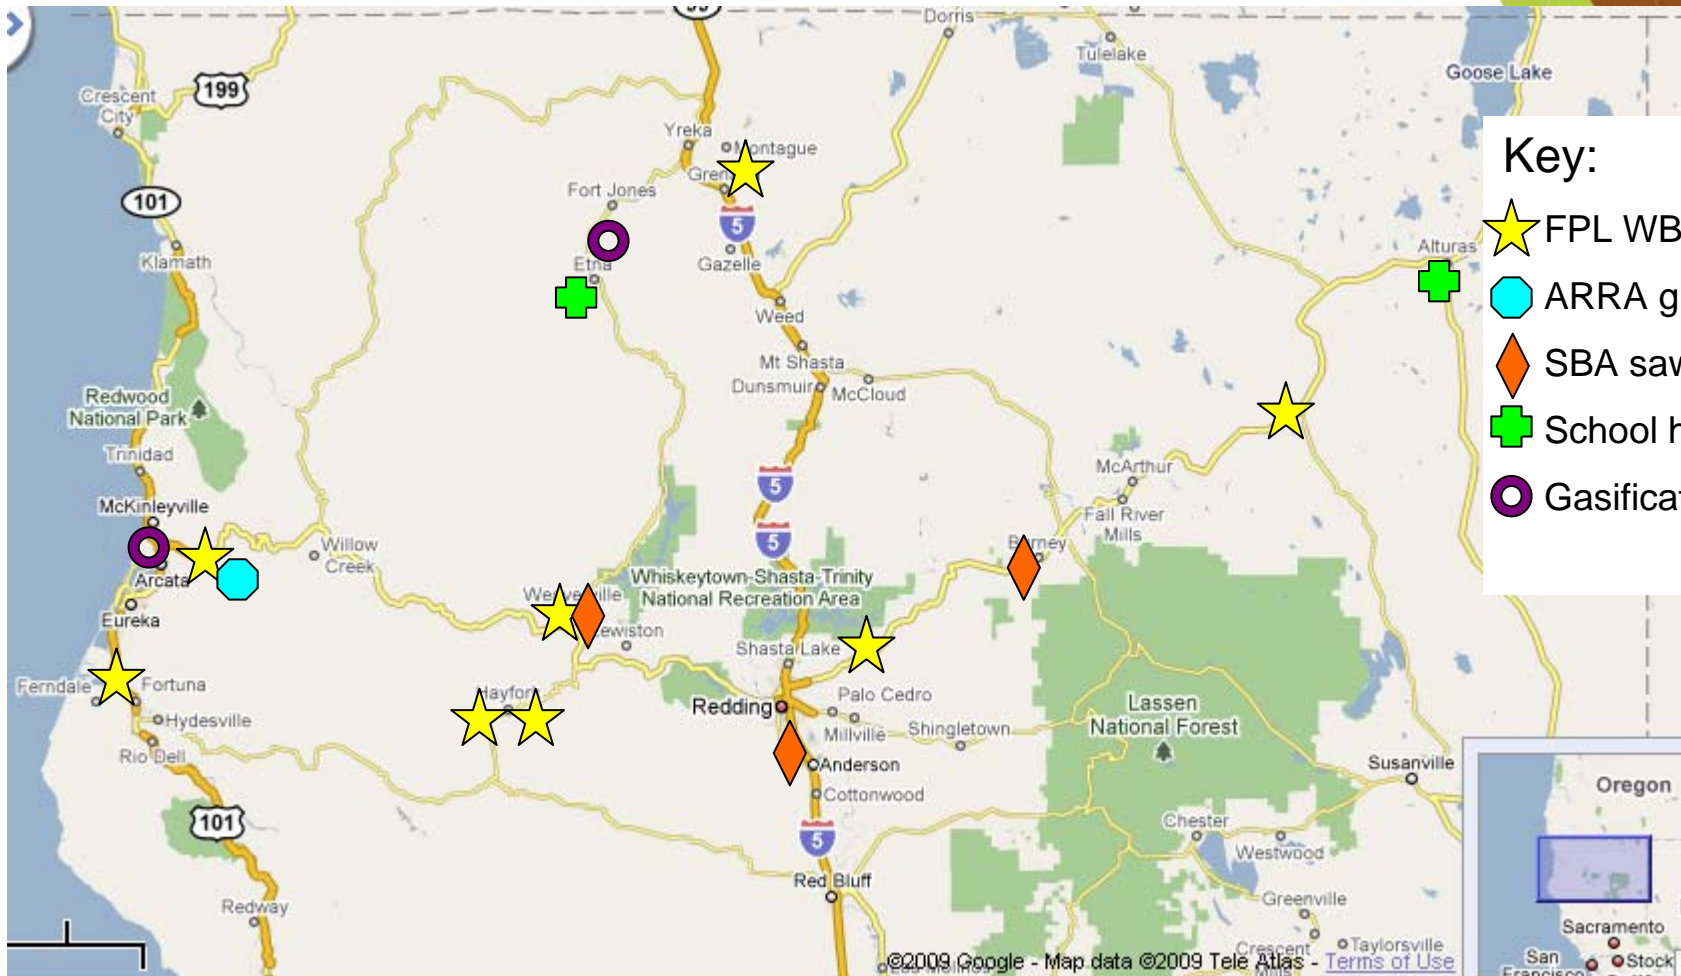 99
Dorris
Tulelake
Goose Lake
Crescent
City
199
Yreka
Montague
Key:
Fort Jones
101
5
FPL WB
Klamath
Etna
Gazelle
Alturas
ARRA g
Weed
Mt Shasta
SBA sav
Dunsmuir
McCloud
Redwood
National Park
School h
Trinidad
McArthur
5
McKinleyville
Fall River
Mills
Gasificat
5
Willow
Creek
Arcata
Whiskeytown-Shasta-Trinity
National Recreation Area
Eureka
Shasta Lake
Ferndale
Fortuna
Palo Cedro
Redding
Lassen
National Forest
Hydesville
Millville
Shingletown
Rio Dell
Anderson
Susanville
Cottonwood
Oregon
101
5
Chester
Westwood
Red Bluff
Greenville
Redway
Sacramento
Crescent
Mills
Taylorsville
San
Francisco
Stock
©2009 Google - Map data ©2009 Tele Atlas - Terms of Use